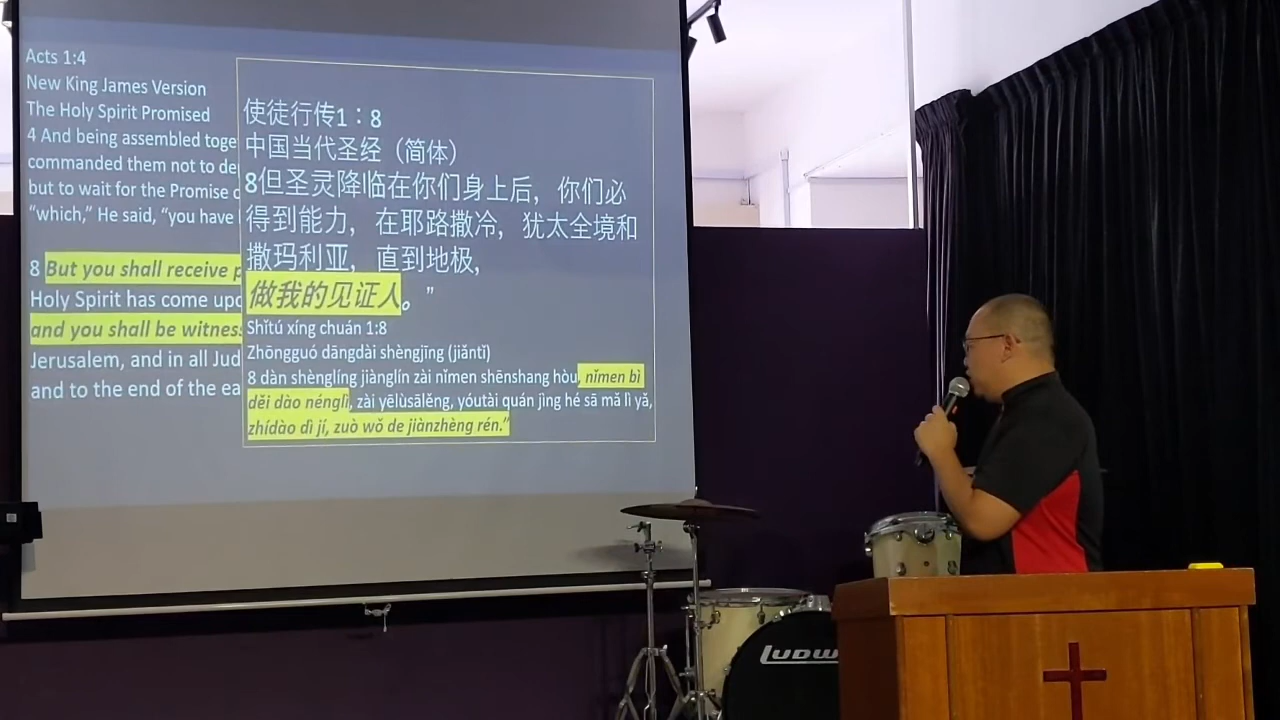 Acts 1:4
New King James Version
The Holy Spirit Promised
4 And being assembled
commanded them not to
but to wait for the Promise
“which,” He said, “you have
8 But you shall receive
Holy Spirit has come
and you shall be
Jerusalem, and in all
and to the end of the
使徒行传1：8
中国当代圣经（简体）
8但圣灵降临在你们身上后，你们必
得到能力，在耶路撒冷，犹太全境和
撒玛利亚，直到地极，
做我的见证人。”
Shǐtú xíng chuán 1:8
Zhōngguó dāngdài shèngjīng (jiǎntǐ)
8 dàn shènglíng jiànglín zài nǐmen shēnshang hòu, nǐmen bì
děi dào nénglì, zài yēlùsālěng, yóutài quán jìng hé sā mǎ lì yǎ,
zhídào dì jí, zuò wǒ de jiànzhèng rén.”